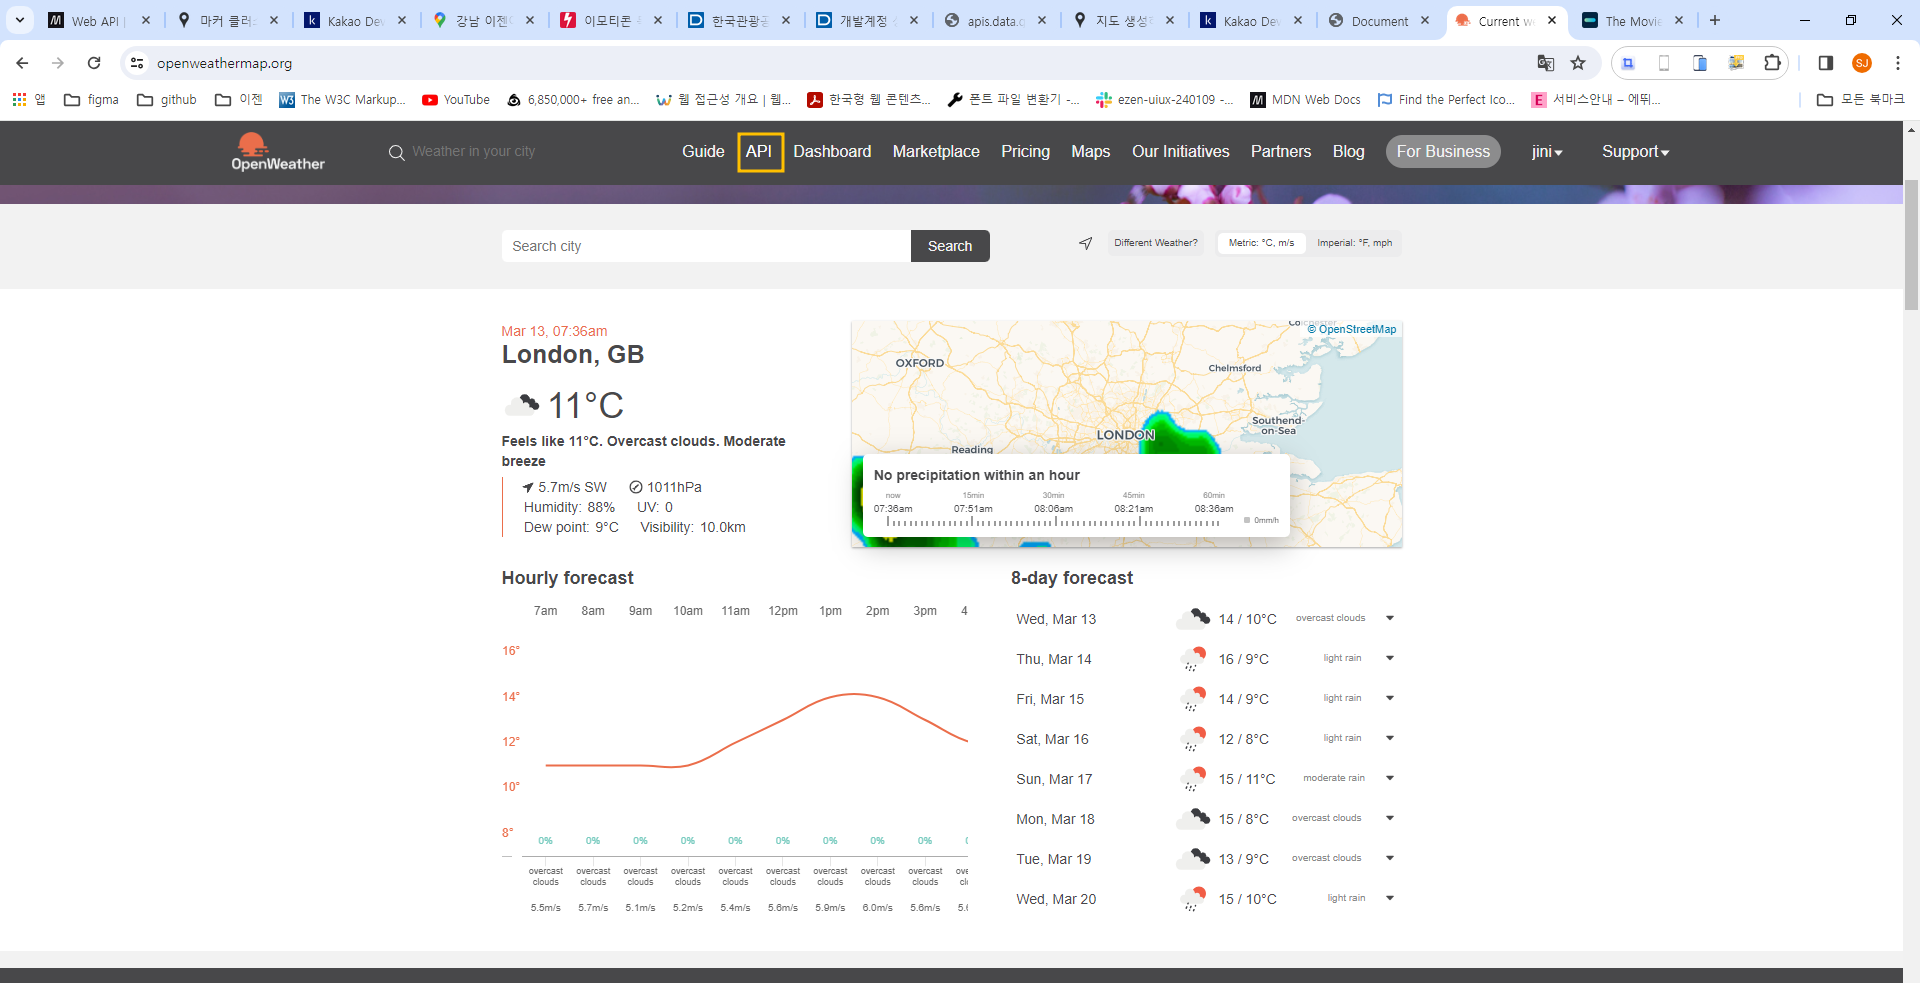 Web API |
마커 클러스
Kakao Dev
강남 이젠
이모티콘
한국관광공
개발계정
apis.data.g
지도 생성
Kakao Dev
Document
Current we
The Movie
openweathermap.org
앱
figma
github
이젠
The W3C Markup...
YouTube
6,850,000+ free an...
웹 접근성 개요 | 웹...
한국형 웹 콘텐츠...
폰트 파일 변환기 -...
ezen-uiux-240109 -...
MDN Web Docs
Find the Perfect Ico...
서비스안내 – 에뛰...
모든 북마크
SJ
OpenWeather
Weather in your city
Guide
API
Dashboard
Marketplace
Pricing
Maps
Our Initiatives
Partners
Blog
For Business
jini
Support
Search city
Search
Different Weather?
Metric: °C, m/s
Imperial: °F, mph
Mar 13, 07:36am
London, GB
11°C
Feels like 11°C. Overcast clouds. Moderate
breeze
5.7m/s SW 1011hPa
Humidity: 88% UV: 0
Dew point: 9°C Visibility: 10.0km
© OpenStreetMap
OXFORD
Chelmsford
LONDON
Southend-
on-Sea
Reading
No precipitation within an hour
now 15min 30min 45min 60min
07:36am 07:51am 08:06am 08:21am 08:36am
0mm/h
Hourly forecast
7am 8am 9am 10am 11am 12pm 1pm 2pm 3pm 4
16°
14°
12°
10°
8°
0% 0% 0% 0% 0% 0% 0% 0% 0%
overcast clouds overcast clouds overcast clouds overcast clouds overcast clouds overcast clouds overcast clouds overcast clouds overcast clouds
5.5m/s 5.7m/s 5.1m/s 5.2m/s 5.4m/s 5.6m/s 5.9m/s 6.0m/s 5.6m/s
8-day forecast
Wed, Mar 13 14 / 10°C overcast clouds
Thu, Mar 14 16 / 9°C light rain
Fri, Mar 15 14 / 9°C light rain
Sat, Mar 16 12 / 8°C light rain
Sun, Mar 17 15 / 11°C moderate rain
Mon, Mar 18 15 / 8°C overcast clouds
Tue, Mar 19 13 / 9°C overcast clouds
Wed, Mar 20 15 / 10°C light rain